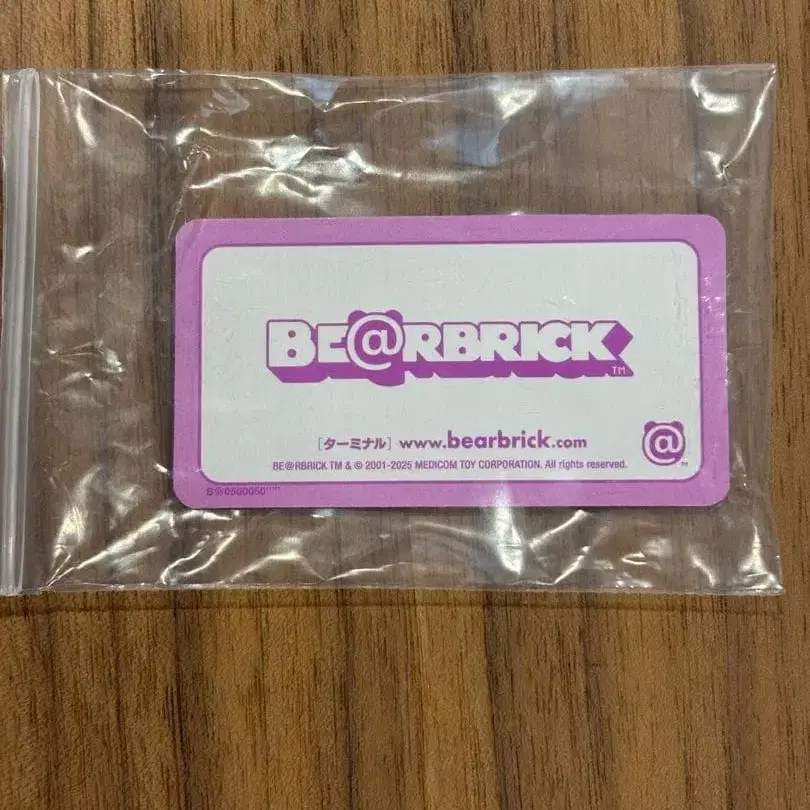 BE@RBRICK TM
[ターミナル] www.bearbrick.com
@ TM
BE@RBRICK TM & © 2001-2025 MEDICOM TOY CORPORATION. All rights reserved.